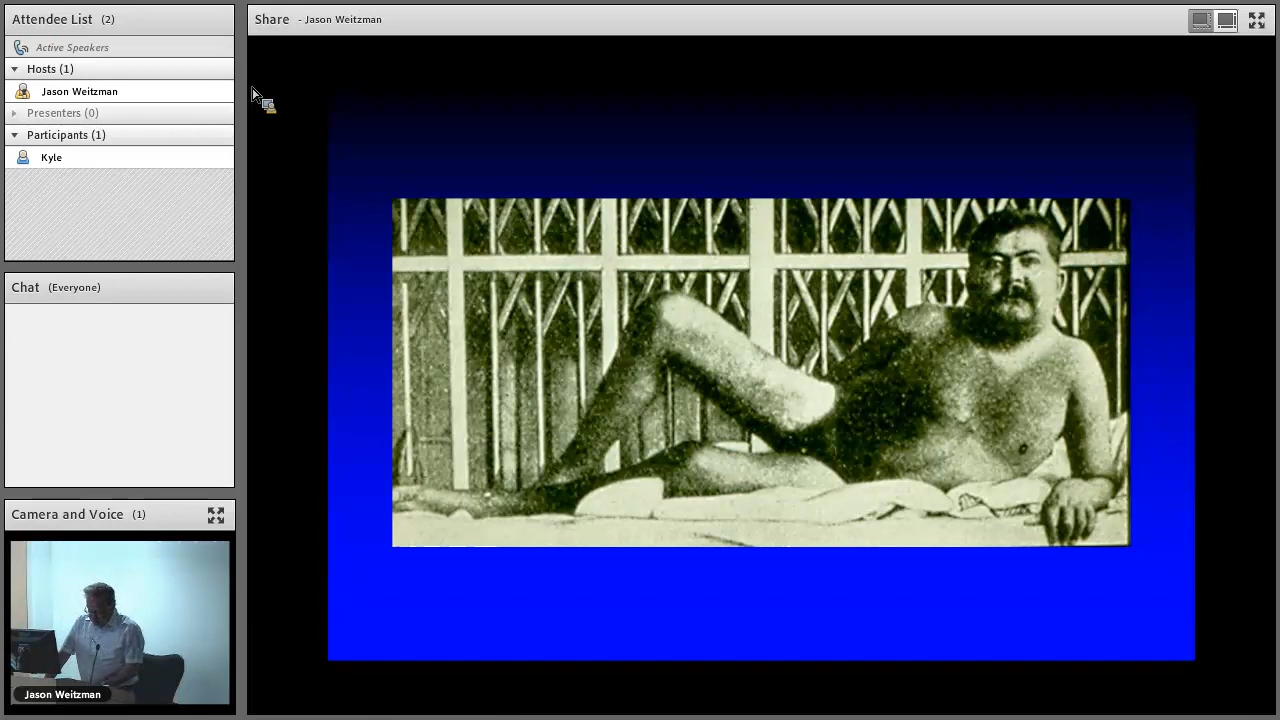 Attendee List (2)
Active Speakers
Hosts (1)
Jason Weitzman
Presenters (0)
Participants (1)
Kyle
Chat (Everyone)
Camera and Voice (1)
Jason Weitzman
Share - Jason Weitzman